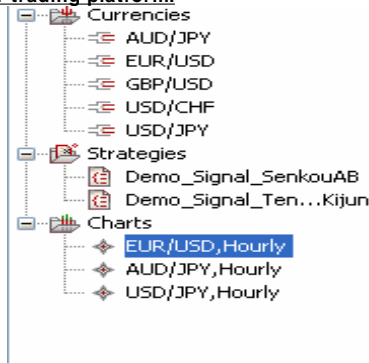 trading platform.
Currencies
AUD/JPY
EUR/USD
GBP/USD
USD/CHF
USD/JPY
Strategies
Demo_Signal_SenkouAB
Demo_Signal_Ten...Kijun
Charts
EUR/USD,Hourly
AUD/JPY,Hourly
USD/JPY,Hourly